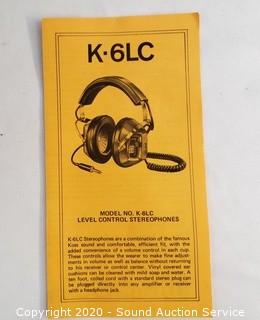 K-6LC
MODEL NO. K-6LC
LEVEL CONTROL STEREOPHONES
K-6LC Stereophones are a combination of the famous
Koss sound and comfortable, efficient fit, with the
added convenience of a volume control in each cup.
These controls allow the wearer to make fine adjust-
ments in volume as well as balance without returning
to his receiver or control center. Vinyl covered ear
cushions can be cleaned with mild soap and water. A
ten foot, coiled cord with a standard stereo plug can
be plugged directly into any amplifier or receiver
with a headphone jack.
Copyright 2020 - Sound Auction Service